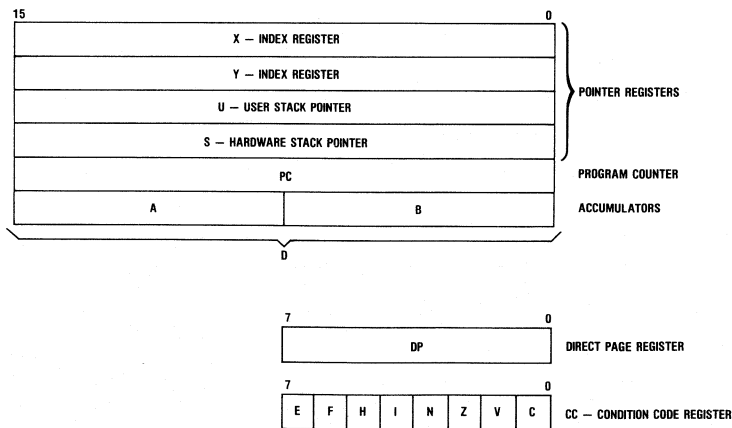 15 0
X — INDEX REGISTER
Y — INDEX REGISTER
U — USER STACK POINTER
S — HARDWARE STACK POINTER
POINTER REGISTERS
PC
PROGRAM COUNTER
A B
ACCUMULATORS
D
7 0
DP
DIRECT PAGE REGISTER
7 0
E F H I N Z V C
CC — CONDITION CODE REGISTER